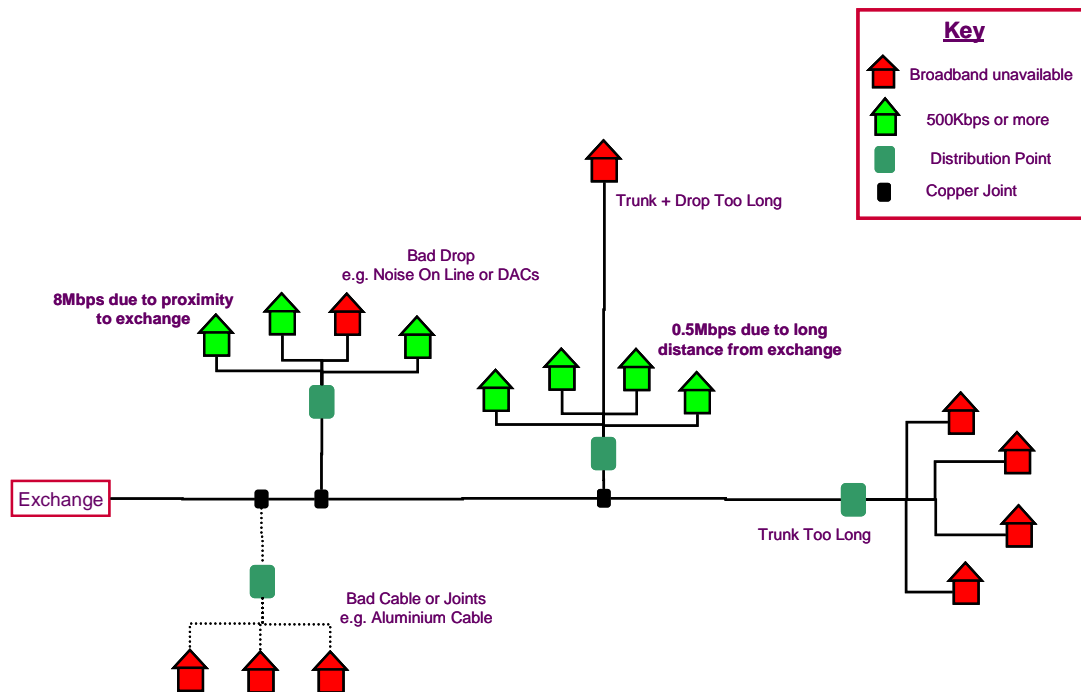 Key
Broadband unavailable
500Kbps or more
Distribution Point
Copper Joint
Trunk + Drop Too Long
Bad Drop
e.g. Noise On Line or DACs
8Mbps due to proximity
to exchange
0.5Mbps due to long
distance from exchange
Exchange
Trunk Too Long
Bad Cable or Joints
e.g. Aluminium Cable